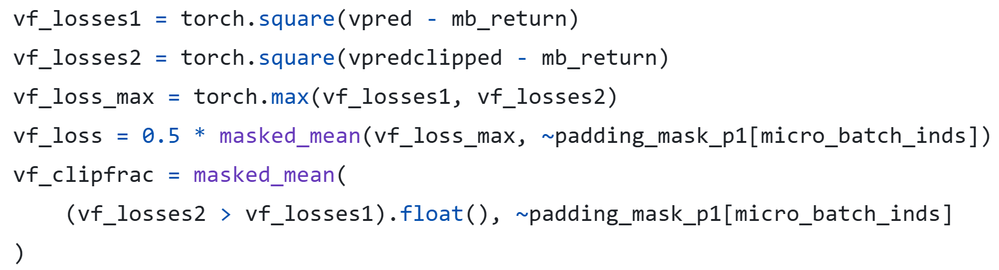 vf_losses1 = torch.square(vpred - mb_return)
vf_losses2 = torch.square(vpredclipped - mb_return)
vf_loss_max = torch.max(vf_losses1, vf_losses2)
vf_loss = 0.5 * masked_mean(vf_loss_max, ~padding_mask_p1[micro_batch_inds])
vf_clipfrac = masked_mean(
    (vf_losses2 > vf_losses1).float(), ~padding_mask_p1[micro_batch_inds]
)